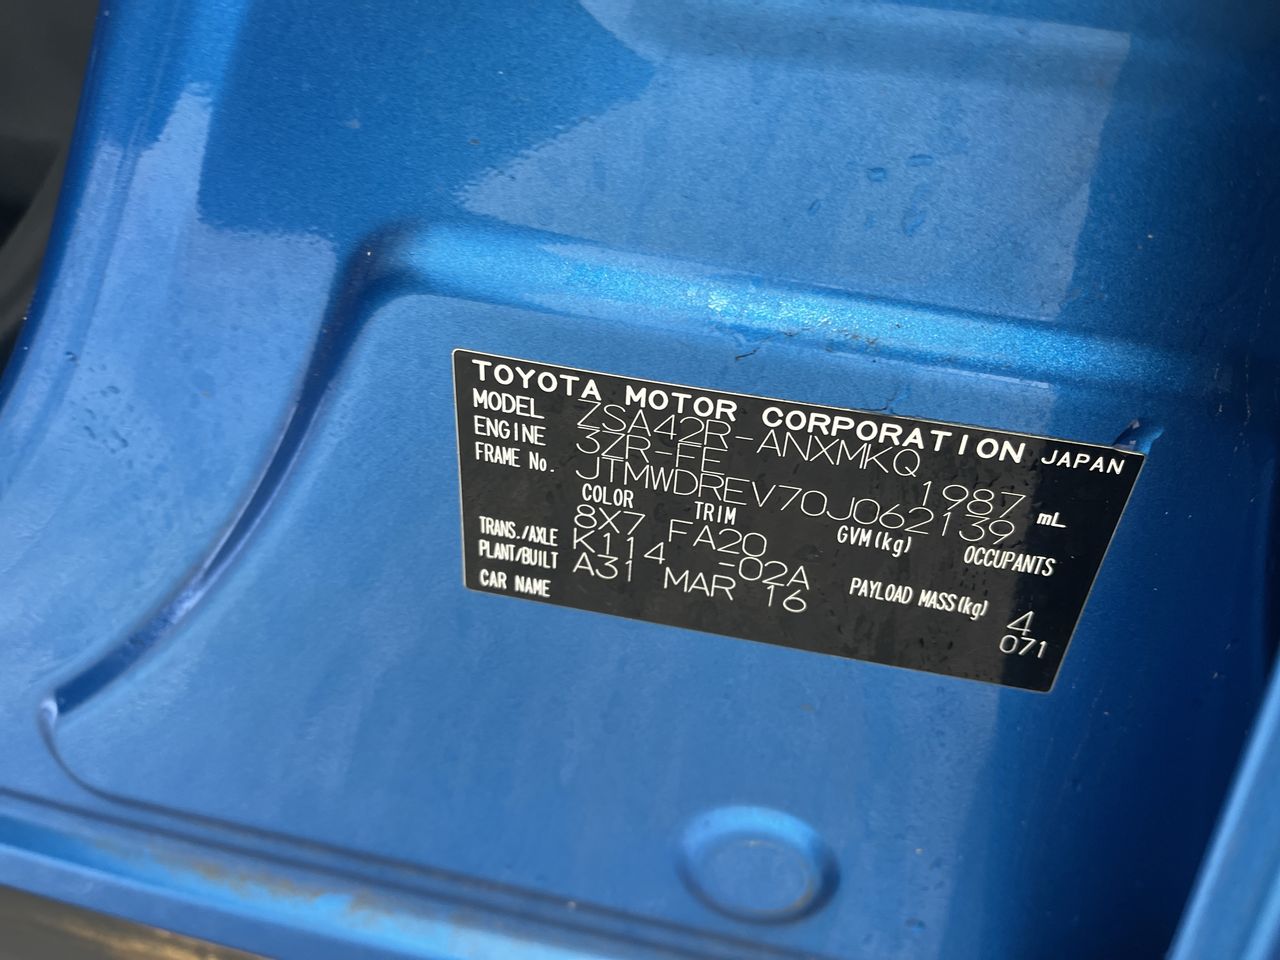 TOYOTA MOTOR CORPORATION JAPAN
MODEL ZSA42R-ANXMKQ
ENGINE 3ZR-FE 1987 mL
FRAME No. JTMWDREV70J062139
COLOR TRIM GVM(kg) OCCUPANTS
8X7 FA20
TRANS./AXLE K114 -02A PAYLOAD MASS(kg) 4
PLANT/BUILT A31 MAR 16 071
CAR NAME